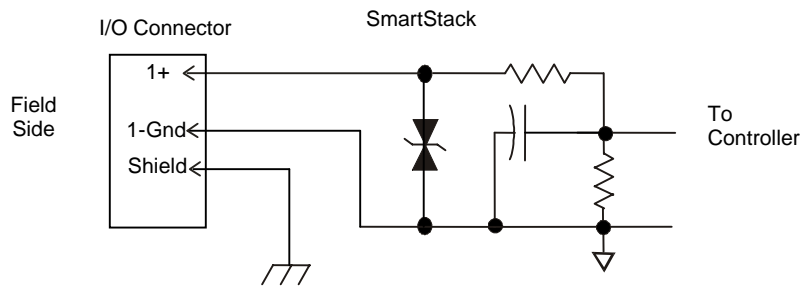 SmartStack
I/O Connector
1+
Field
Side
1-Gnd
Shield
To
Controller